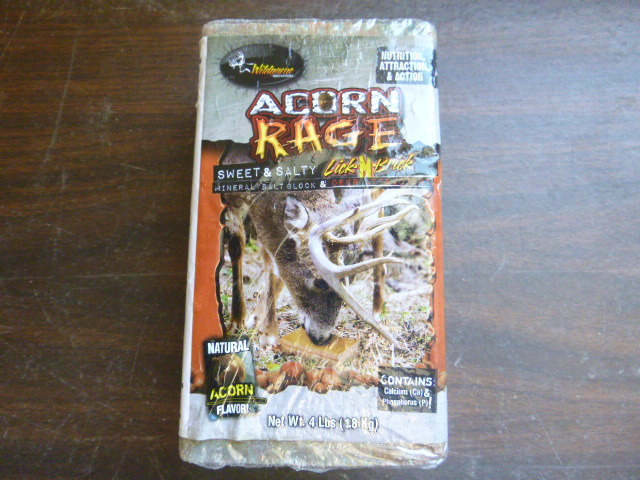 Wildgame
NUTRITION,
ATTRACTION
& ACTION
ACORN
RAGE
SWEET & SALTY Lick N Brick
MINERAL/SALT BLOCK & DEER
NATURAL
ACORN
FLAVOR!
CONTAINS:
Calcium (Ca) &
Phosphorus (P)!
Net Wt. 4 Lbs (1.8 Kg)